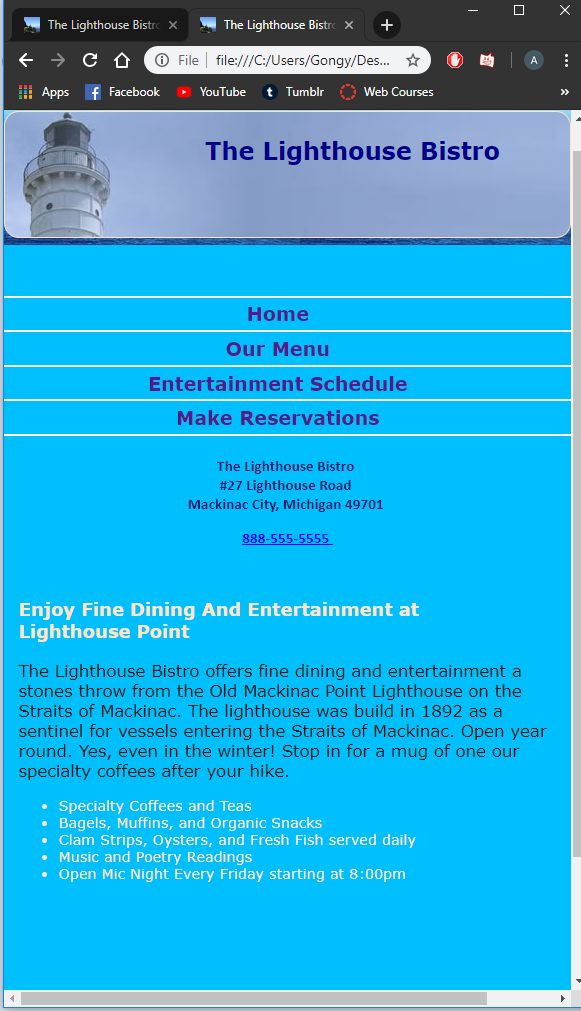 The Lighthouse Bistro
The Lighthouse Bistro
File
file:///C:/Users/Gongy/Des...
A
Apps
Facebook
YouTube
Tumblr
Web Courses
»
The Lighthouse Bistro
Home
Our Menu
Entertainment Schedule
Make Reservations
The Lighthouse Bistro
#27 Lighthouse Road
Mackinac City, Michigan 49701
888-555-5555
Enjoy Fine Dining And Entertainment at
Lighthouse Point
The Lighthouse Bistro offers fine dining and entertainment a
stones throw from the Old Mackinac Point Lighthouse on the
Straits of Mackinac. The lighthouse was build in 1892 as a
sentinel for vessels entering the Straits of Mackinac. Open year
round. Yes, even in the winter! Stop in for a mug of one our
specialty coffees after your hike.
• Specialty Coffees and Teas
• Bagels, Muffins, and Organic Snacks
• Clam Strips, Oysters, and Fresh Fish served daily
• Music and Poetry Readings
• Open Mic Night Every Friday starting at 8:00pm